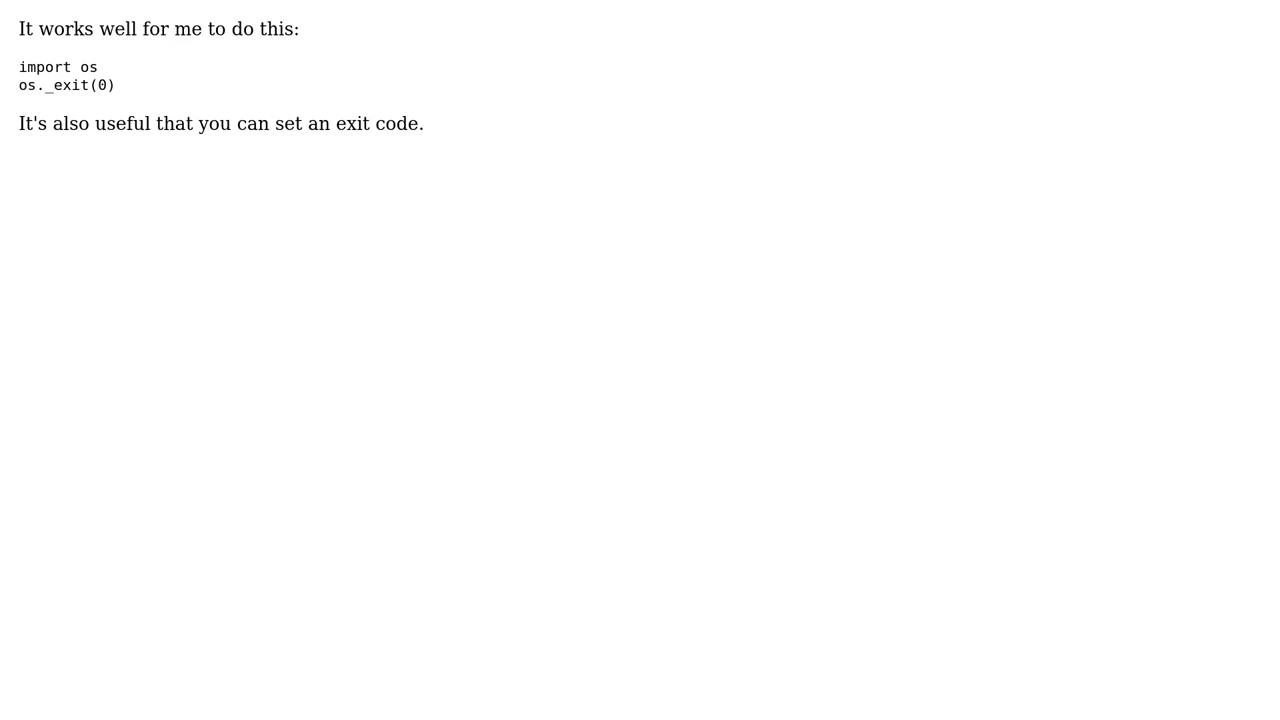 It works well for me to do this:
import os
os._exit(0)
It's also useful that you can set an exit code.